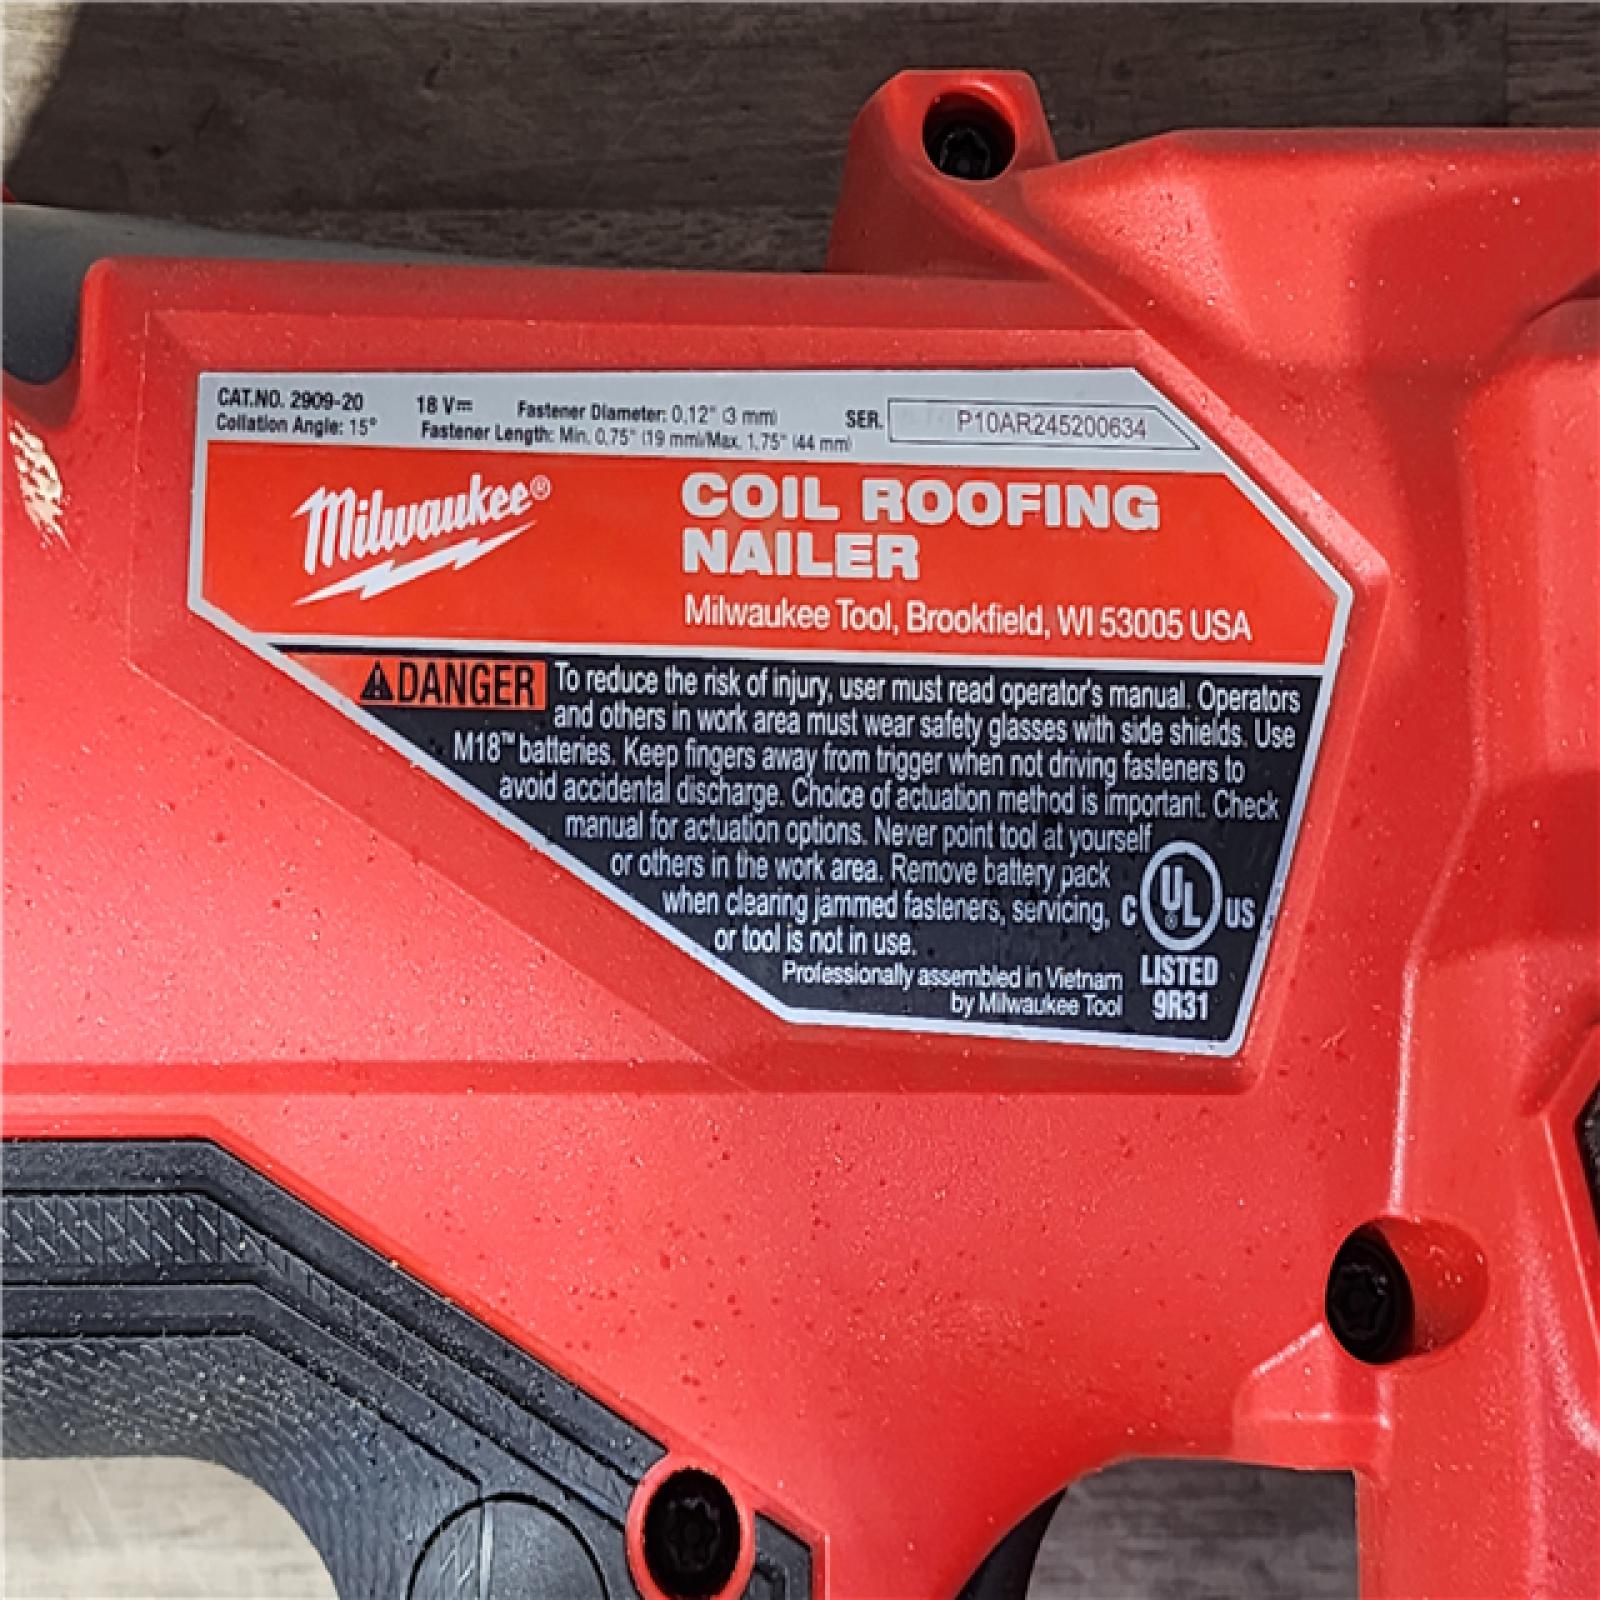 CAT.NO. 2909-20 18 V⎓ Fastener Diameter: 0,12" (3 mm) SER. P10AR245200634
Collation Angle: 15° Fastener Length: Min. 0,75" (19 mm)/Max. 1,75" (44 mm)
Milwaukee®
COIL ROOFING
NAILER
Milwaukee Tool, Brookfield, WI 53005 USA
DANGER To reduce the risk of injury, user must read operator's manual. Operators
and others in work area must wear safety glasses with side shields. Use
M18™ batteries. Keep fingers away from trigger when not driving fasteners to
avoid accidental discharge. Choice of actuation method is important. Check
manual for actuation options. Never point tool at yourself
or others in the work area. Remove battery pack
when clearing jammed fasteners, servicing,
or tool is not in use.
Professionally assembled in Vietnam
by Milwaukee Tool
C UL® US
LISTED
9R31